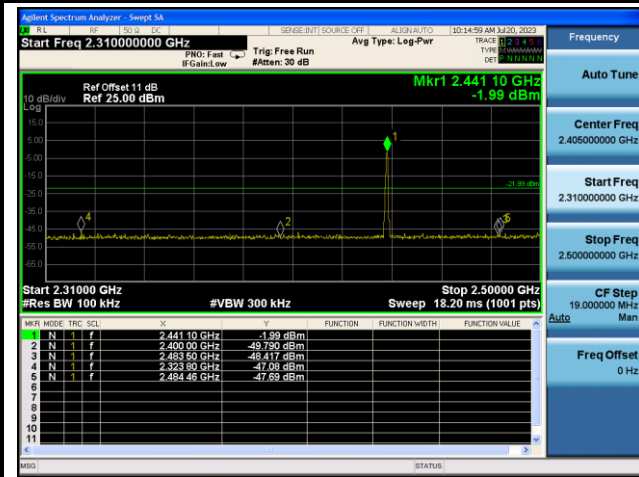 Agilent Spectrum Analyzer - Swept SA
RL RF 50 Ω DC SENSE:INT SOURCE OFF ALIGN AUTO 10:14:59 AM Jul 20, 2023
Start Freq 2.310000000 GHz
PNO: Fast
IFGain:Low
Trig: Free Run
#Atten: 30 dB
Avg Type: Log-Pwr
TRACE 1 2 3 4 5 6
TYPE MWWWWW
DET P N N N N N
Ref Offset 11 dB
10 dB/div Ref 25.00 dBm
Log
Mkr1 2.441 10 GHz
-1.99 dBm
15.0
5.00
-5.00
-15.0
-25.0
-35.0
-45.0
-55.0
-65.0
1
-21.99 dBm
4
2
Start 2.31000 GHz Stop 2.50000 GHz
#Res BW 100 kHz #VBW 300 kHz Sweep 18.20 ms (1001 pts)
MKR MODE TRC SCL X Y FUNCTION FUNCTION WIDTH FUNCTION VALUE
1 N 1 f 2.441 10 GHz -1.99 dBm
2 N 1 f 2.400 00 GHz -49.790 dBm
3 N 1 f 2.483 50 GHz -48.417 dBm
4 N 1 f 2.323 80 GHz -47.08 dBm
5 N 1 f 2.484 46 GHz -47.69 dBm
6
7
8
9
10
11
MSG STATUS
Frequency
Auto Tune
Center Freq
2.405000000 GHz
Start Freq
2.310000000 GHz
Stop Freq
2.500000000 GHz
CF Step
19.000000 MHz
Auto Man
Freq Offset
0 Hz